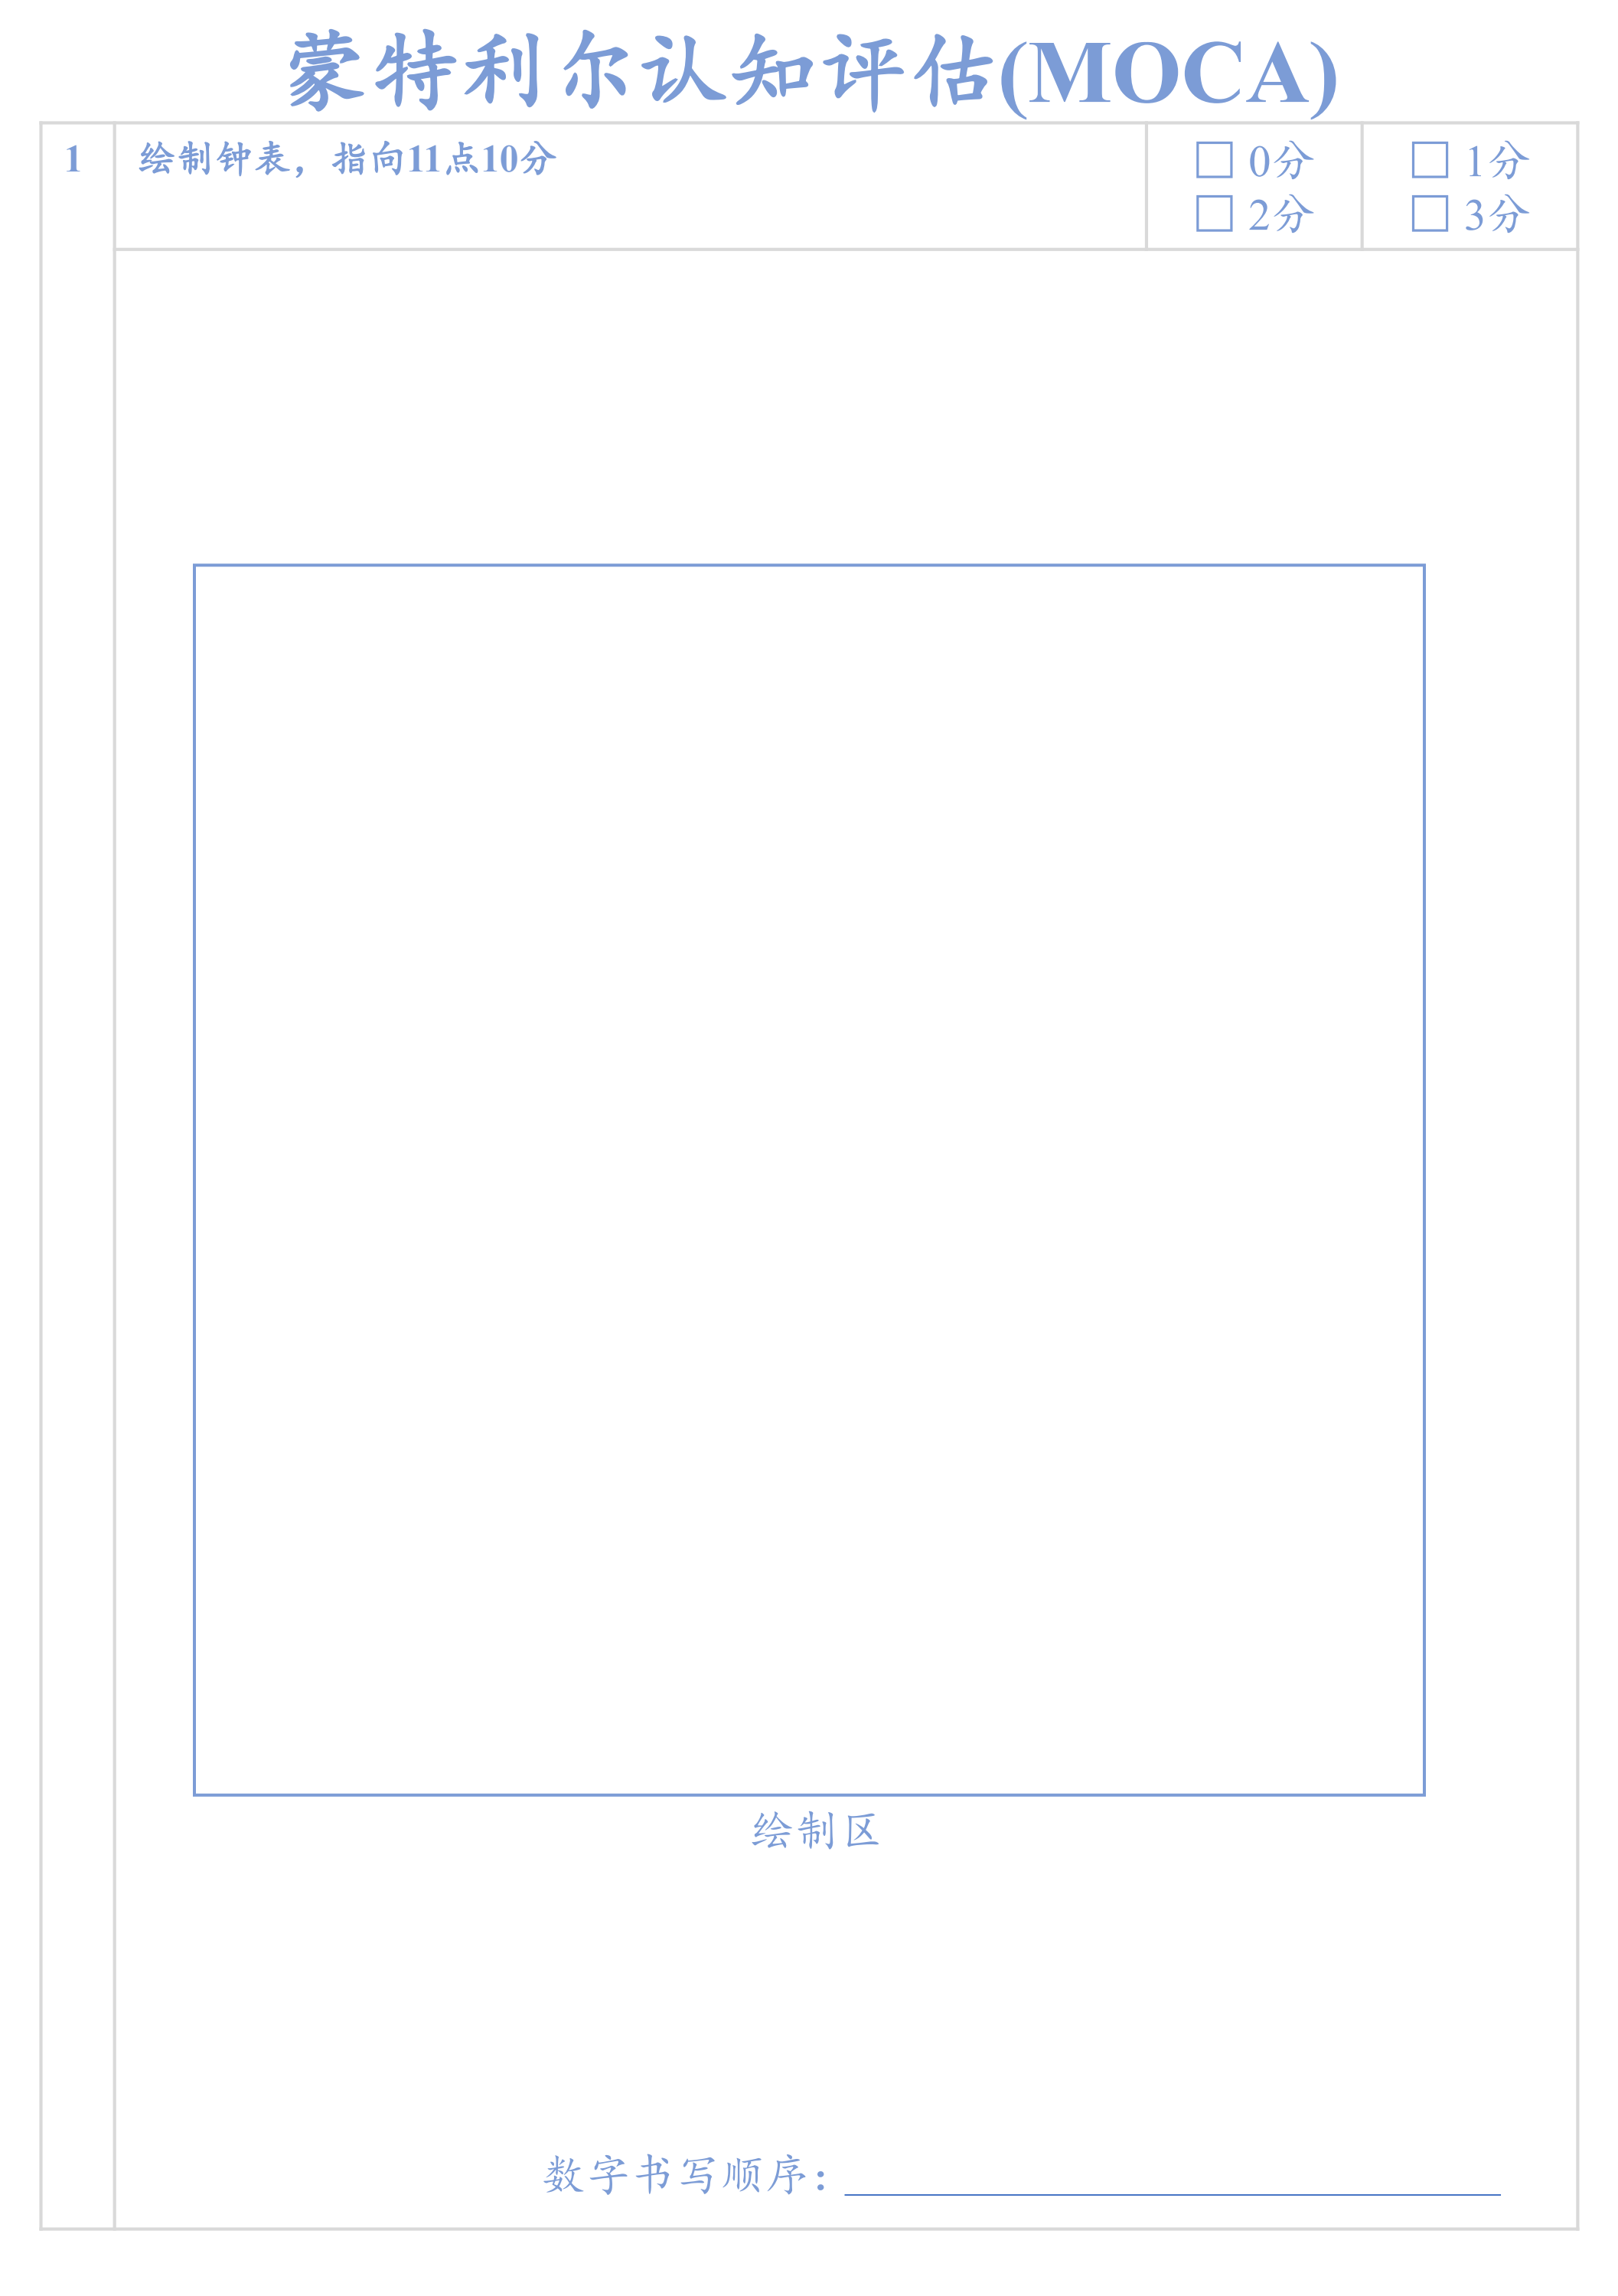 蒙特利尔认知评估(MOCA)
1 绘制钟表，指向11点10分
□ 0分 □ 1分
□ 2分 □ 3分
绘制区
数字书写顺序：